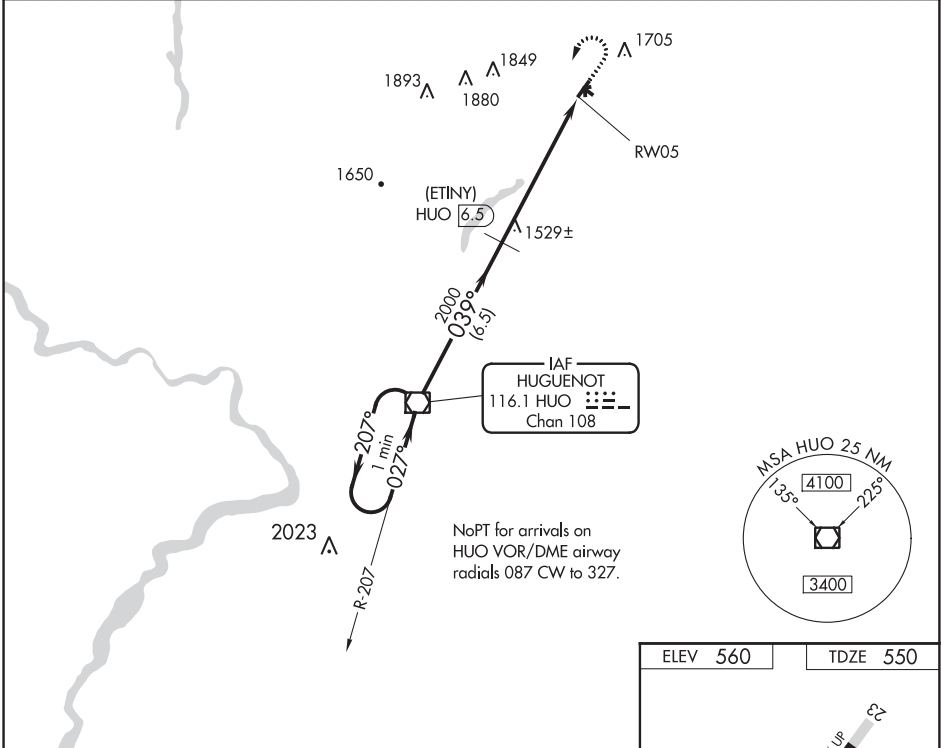 1705
1849
1893
1880
RW05
1650
(ETINY)
HUO 6.5
1529±
2000
039°
(6.5)
IAF
HUGUENOT
116.1 HUO
Chan 108
207°
1 min
027°
MSA HUO 25 NM
135°
4100
225°
3400
2023
NoPT for arrivals on
HUO VOR/DME airway
radials 087 CW to 327.
R-207
ELEV 560
TDZE 550
23
UP